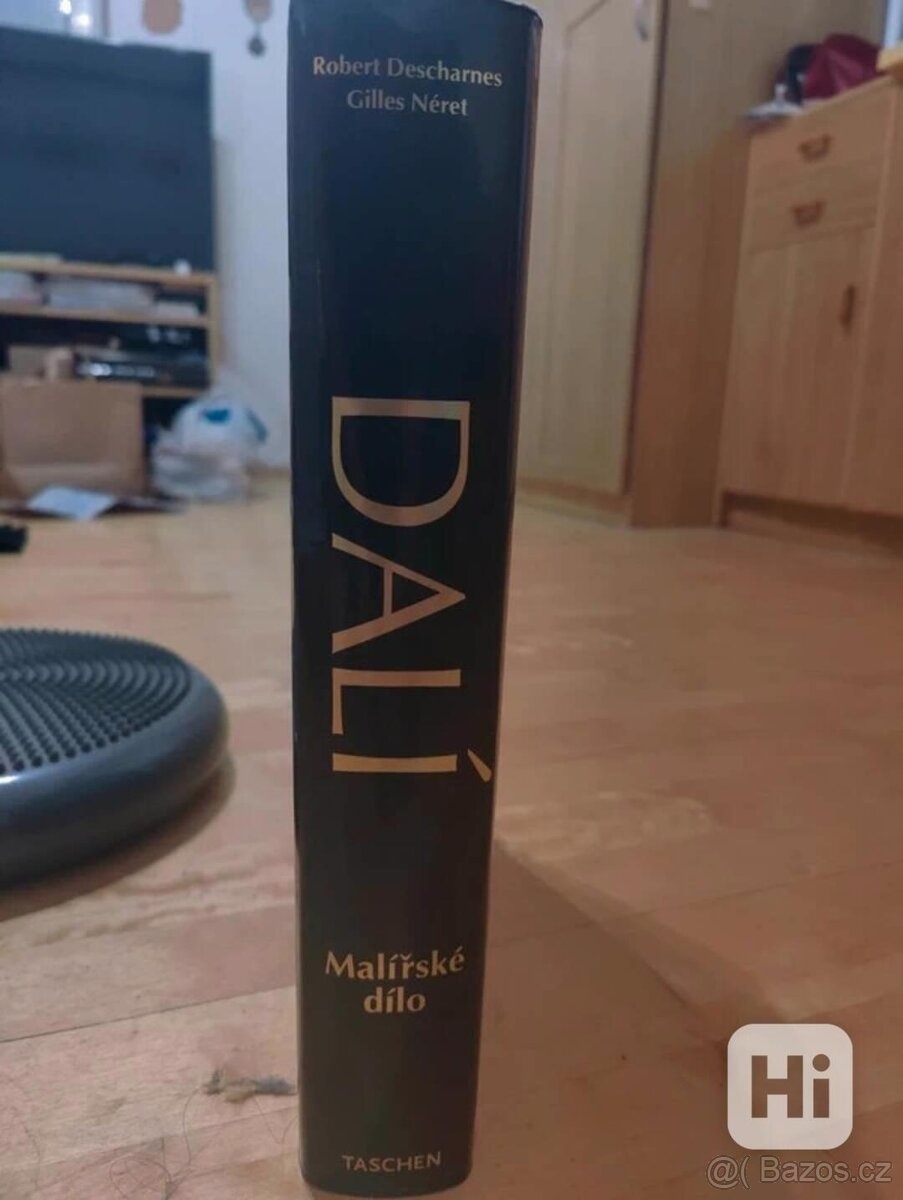 Robert Descharnes
Gilles Néret
DALÍ
Malířské
dílo
TASCHEN
Hi
@( Bazos.cz